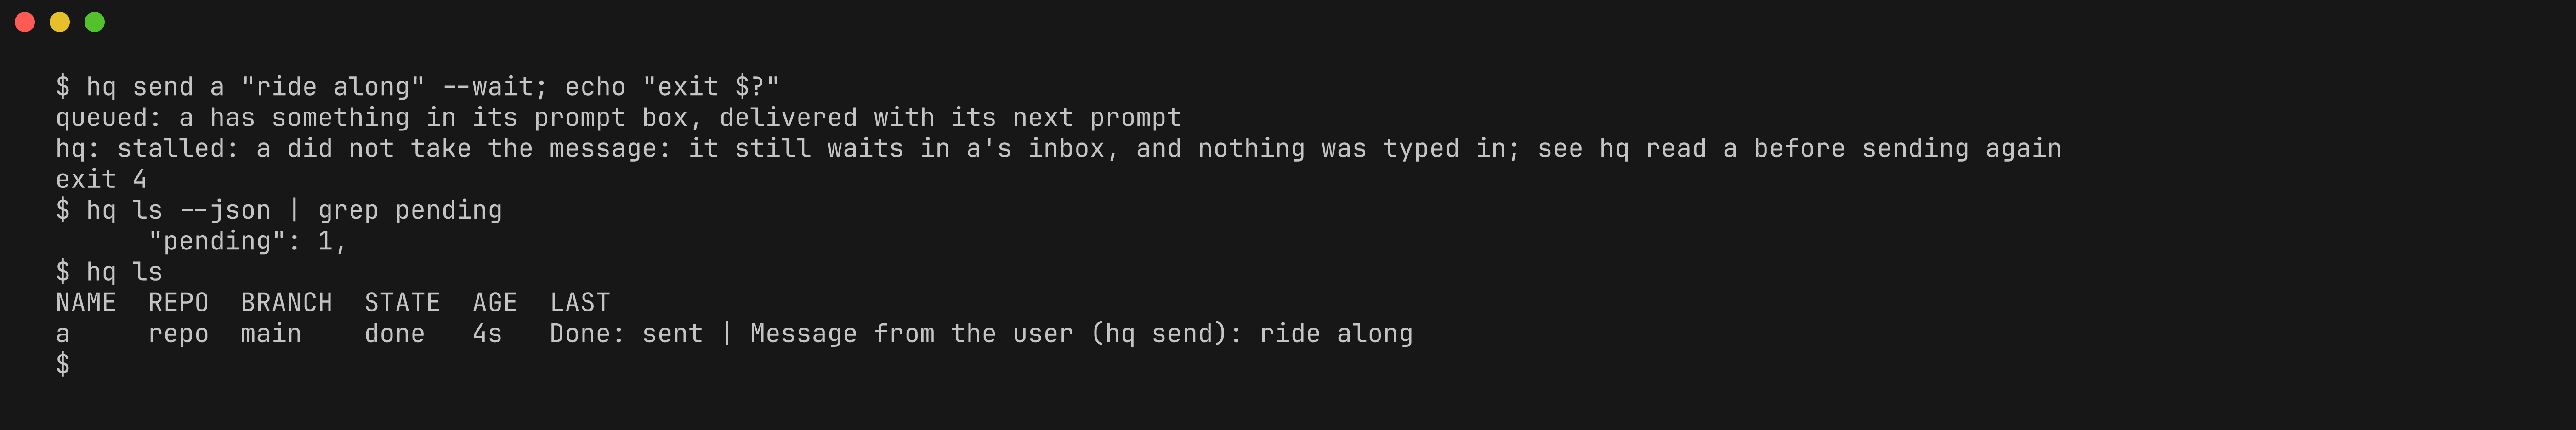 $ hq send a "ride along" --wait; echo "exit $?"
queued: a has something in its prompt box, delivered with its next prompt
hq: stalled: a did not take the message: it still waits in a's inbox, and nothing was typed in; see hq read a before sending again
exit 4
$ hq ls --json | grep pending
      "pending": 1,
$ hq ls
NAME  REPO  BRANCH  STATE  AGE  LAST
a     repo  main    done   4s   Done: sent | Message from the user (hq send): ride along
$